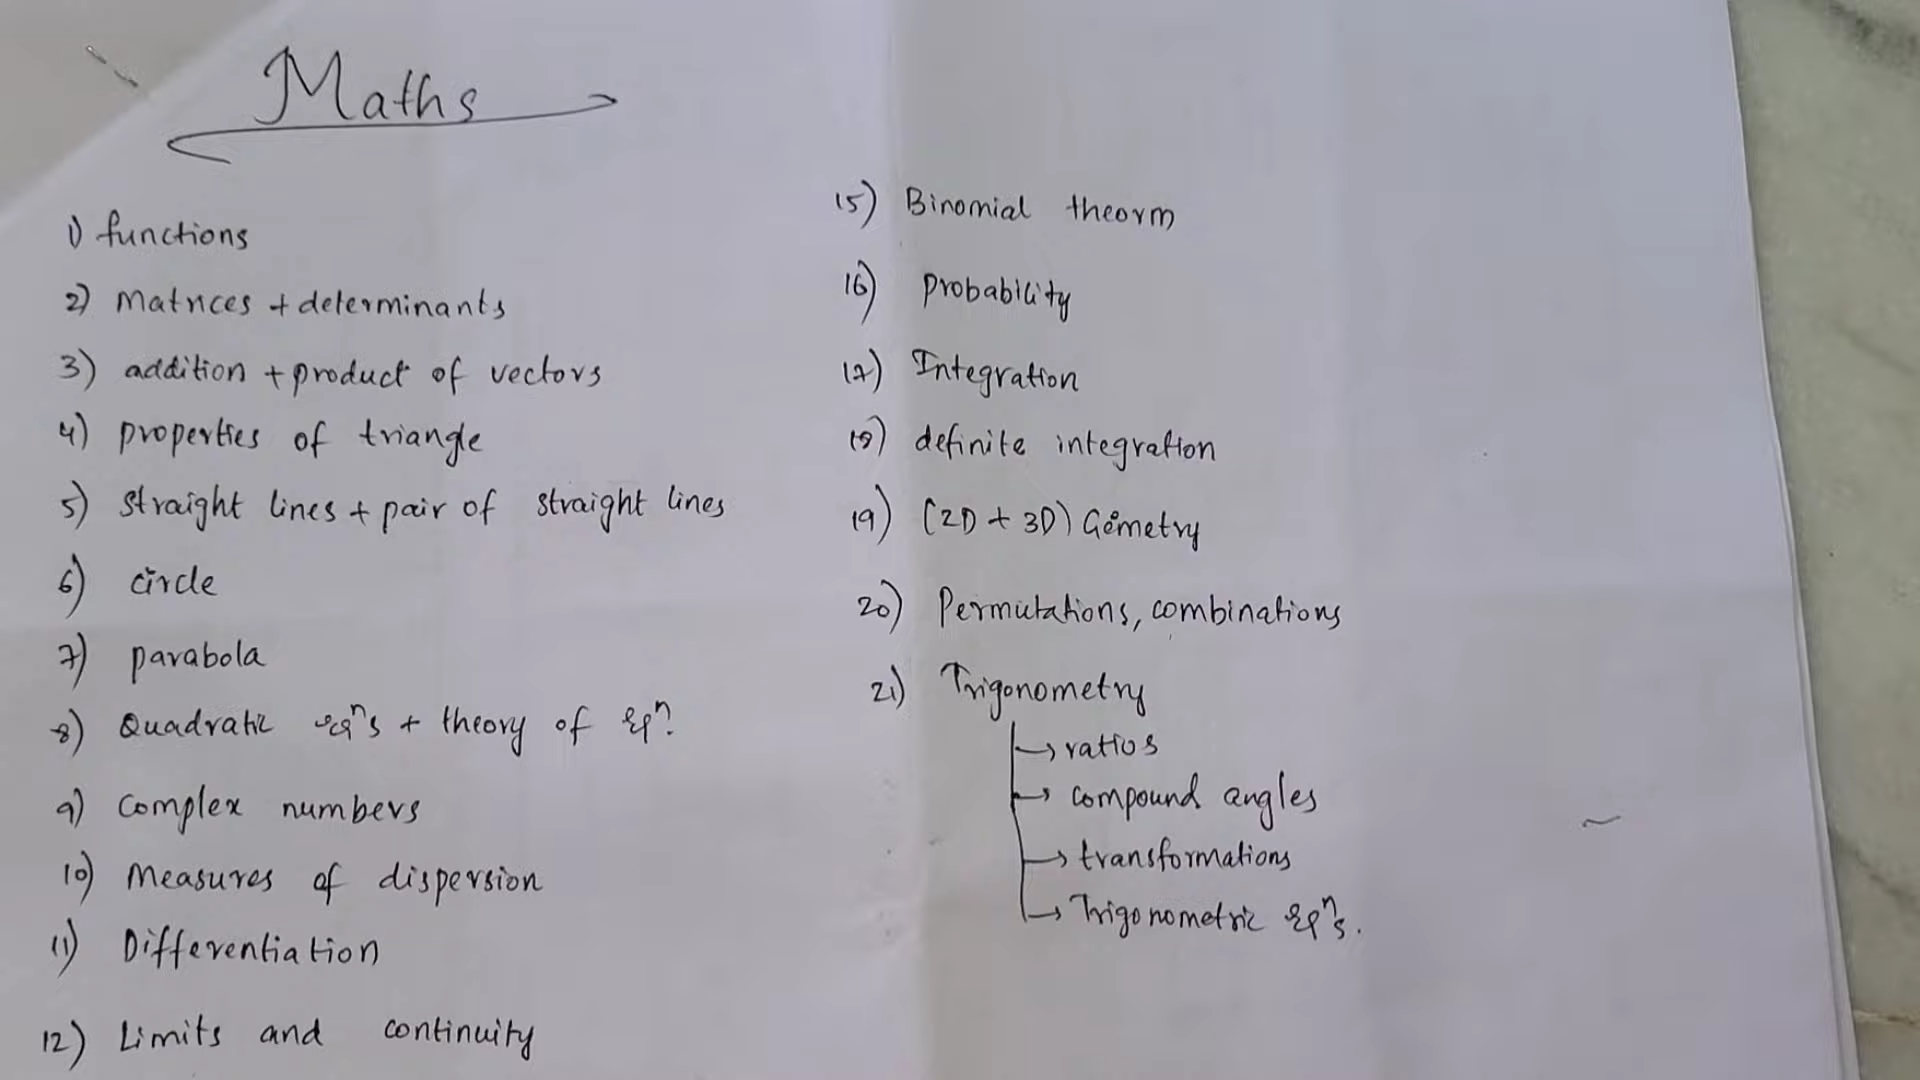 Maths
1) functions
2) Matrices + determinants
3) addition + product of vectors
4) properties of triangle
5) straight lines + pair of straight lines
6) circle
7) parabola
8) Quadratic eqⁿs + theory of eqⁿ.
9) Complex numbers
10) Measures of dispersion
11) Differentiation
12) Limits and continuity
15) Binomial theorm
16) Probability
17) Integration
18) definite integration
19) (2D + 3D) Geometry
20) Permutations, combinations
21) Trigonometry
→ ratios
→ compound angles
→ transformations
→ Trigonometric eqⁿs.